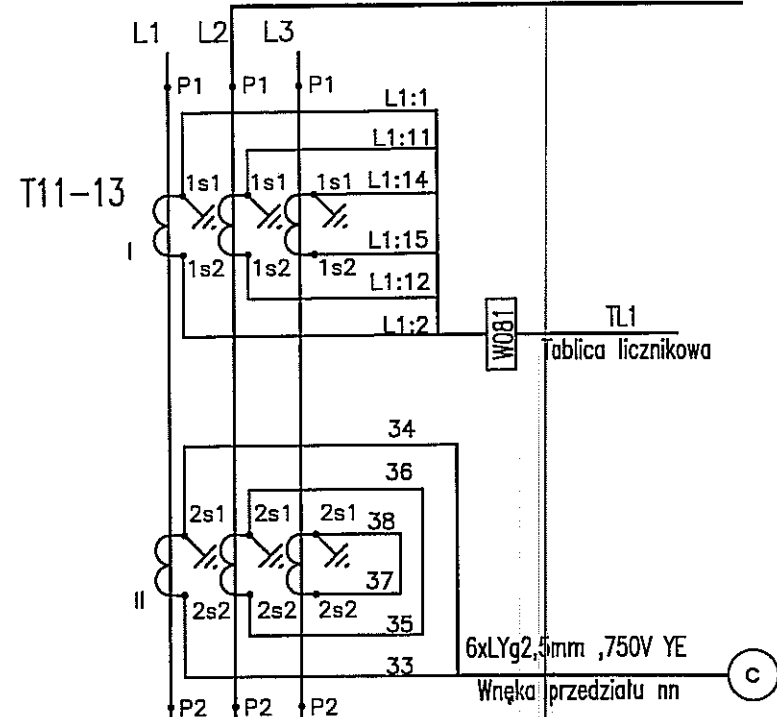 L1 L2 L3
P1 P1 P1
L1:1
L1:11
T11-13 1s1 1s1 1s1 L1:14
I
L1:15
1s2 1s2 1s2
L1:12
L1:2
W081
TL1
Tablica licznikowa
34
36
2s1 2s1 2s1 38
II
37
2s2 2s2 2s2
35
33
6xLYg2,5mm ,750V YE
C
Wnęka przedziału nn
P2 P2 P2